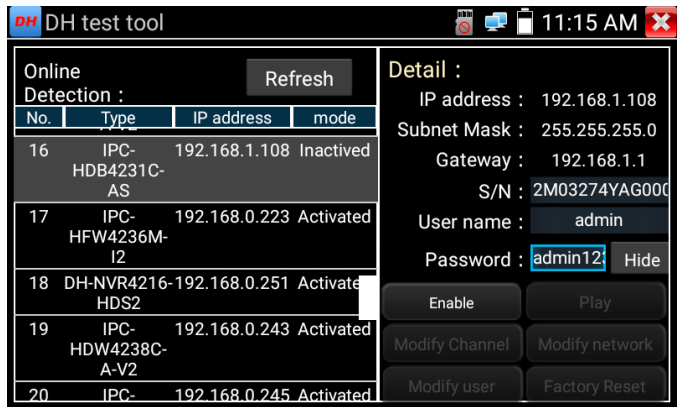 DH DH test tool 11:15 AM
Online
Detection :
Refresh
No. Type IP address mode
16 IPC- 192.168.1.108 Inactived
HDB4231C-
AS
17 IPC- 192.168.0.223 Activated
HFW4236M-
I2
18 DH-NVR4216- 192.168.0.251 Activate
HDS2
19 IPC- 192.168.0.243 Activated
HDW4238C-
A-V2
20 IPC- 192.168.0.245 Activated
Detail :
IP address : 192.168.1.108
Subnet Mask : 255.255.255.0
Gateway : 192.168.1.1
S/N : 2M03274YAG000
User name : admin
Password : admin123 Hide
Enable Play
Modify Channel Modify network
Modify user Factory Reset